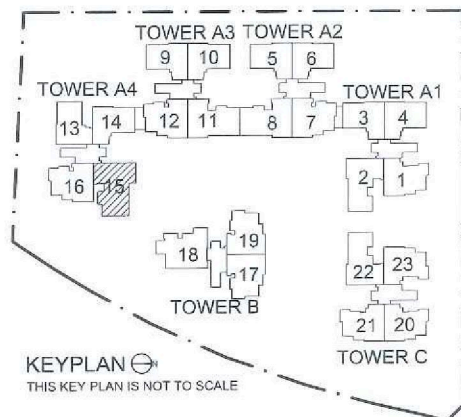 TOWER A3
TOWER A2
9 10
5 6
TOWER A4
TOWER A1
13 14
12 11
8 7
3 4
16 15
2 1
18
19
17
22 23
TOWER B
21 20
TOWER C
KEYPLAN
THIS KEY PLAN IS NOT TO SCALE